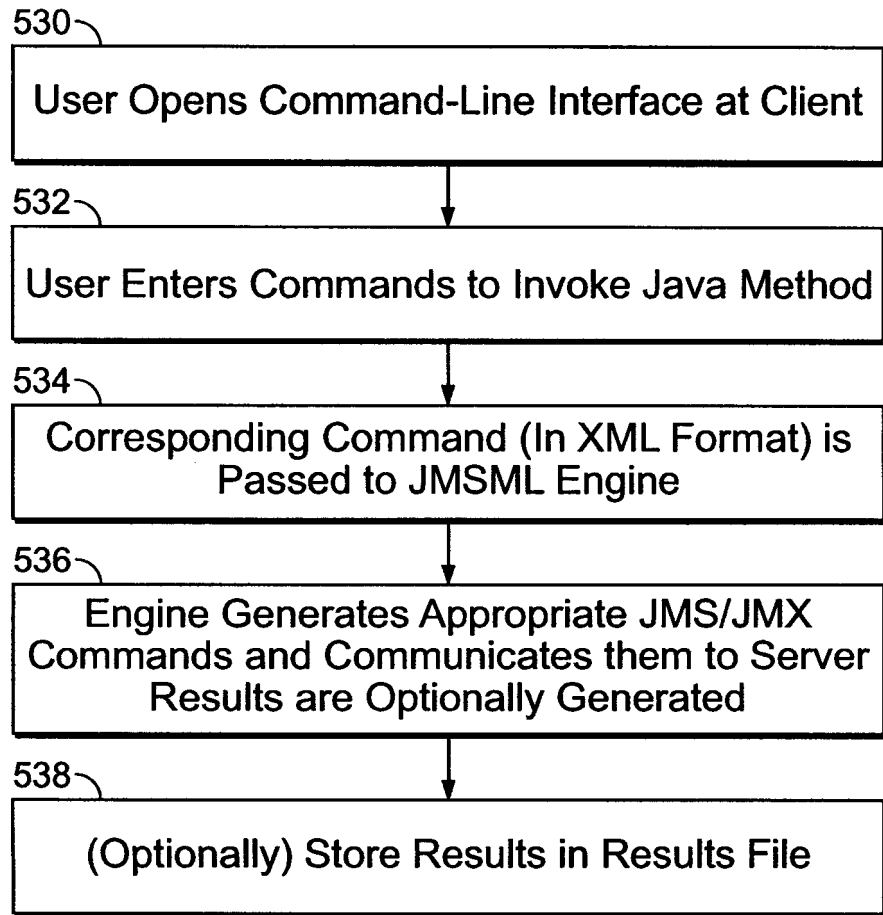 530
User Opens Command-Line Interface at Client
532
User Enters Commands to Invoke Java Method
534
Corresponding Command (In XML Format) is
Passed to JMSML Engine
536
Engine Generates Appropriate JMS/JMX
Commands and Communicates them to Server
Results are Optionally Generated
538
(Optionally) Store Results in Results File